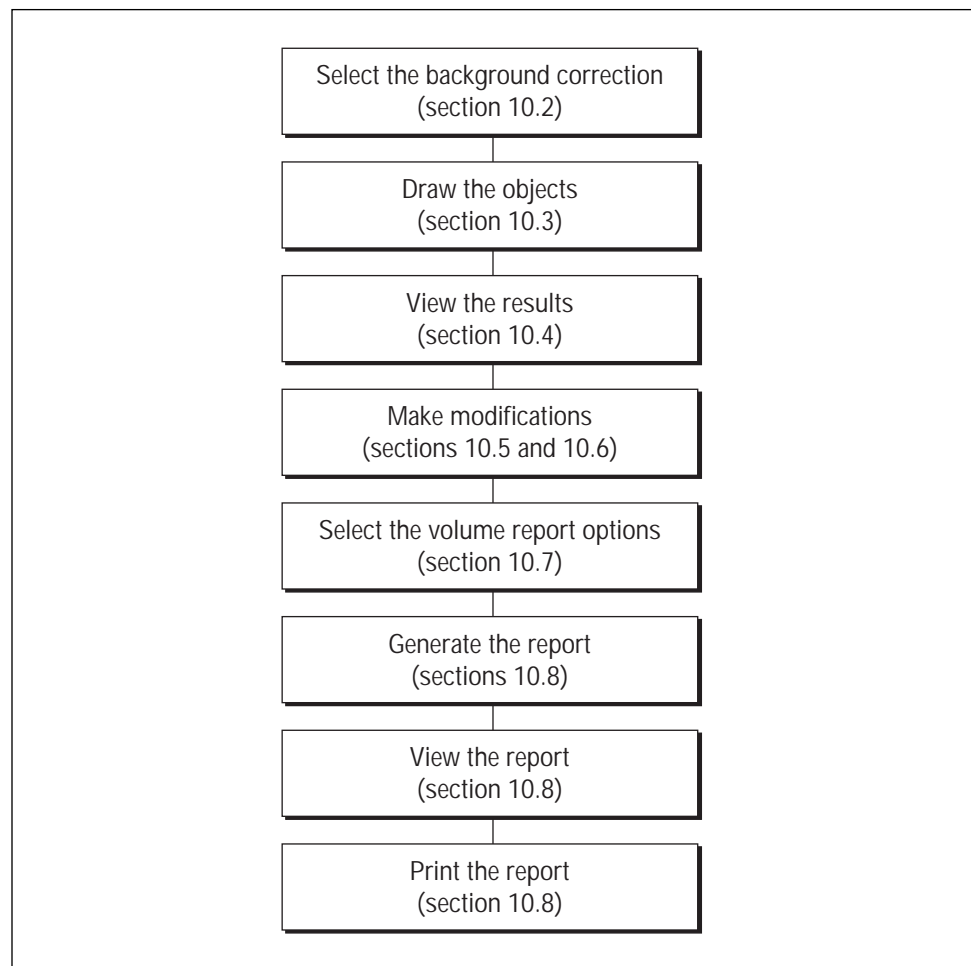 Select the background correction
(section 10.2)
Draw the objects
(section 10.3)
View the results
(section 10.4)
Make modifications
(sections 10.5 and 10.6)
Select the volume report options
(section 10.7)
Generate the report
(sections 10.8)
View the report
(section 10.8)
Print the report
(section 10.8)